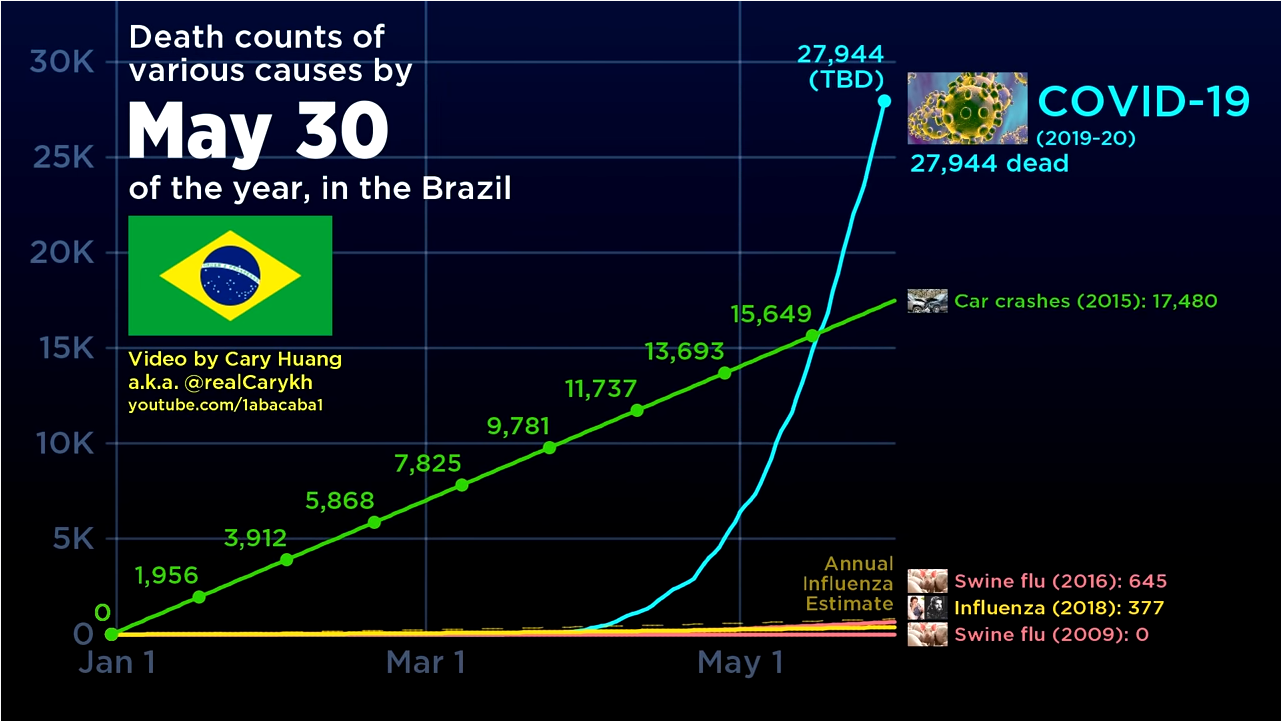 Death counts of
various causes by
May 30
of the year, in the Brazil
Video by Cary Huang
a.k.a. @realCarykh
youtube.com/1abacaba1
30K
25K
20K
15K
10K
5K
0
Jan 1
Mar 1
May 1
0
1,956
3,912
5,868
7,825
9,781
11,737
13,693
15,649
27,944
(TBD)
COVID-19
(2019-20)
27,944 dead
Car crashes (2015): 17,480
Annual
Influenza
Estimate
Swine flu (2016): 645
Influenza (2018): 377
Swine flu (2009): 0